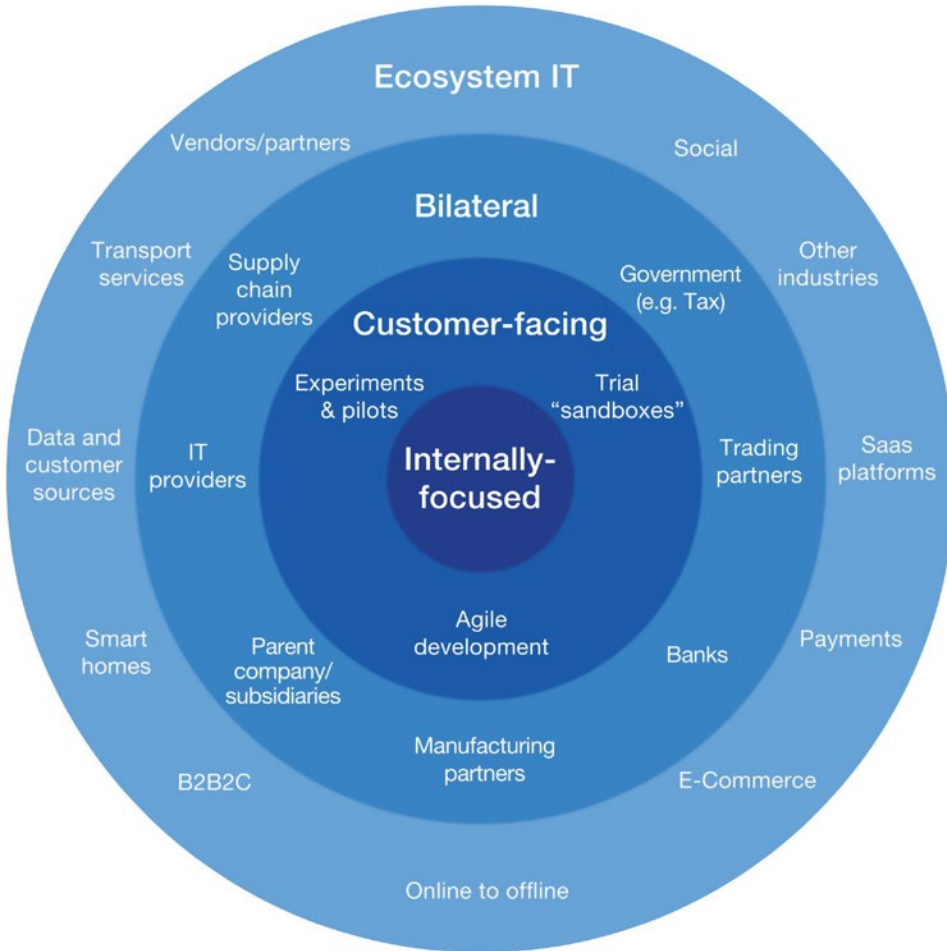 Ecosystem IT
Vendors/partners
Social
Transport
services
Other
industries
Data and
customer
sources
Saas
platforms
Smart
homes
Payments
B2B2C
E-Commerce
Online to offline
Bilateral
Supply
chain
providers
Government
(e.g. Tax)
IT
providers
Trading
partners
Parent
company/
subsidiaries
Banks
Manufacturing
partners
Customer-facing
Experiments
& pilots
Trial
“sandboxes”
Agile
development
Internally-
focused